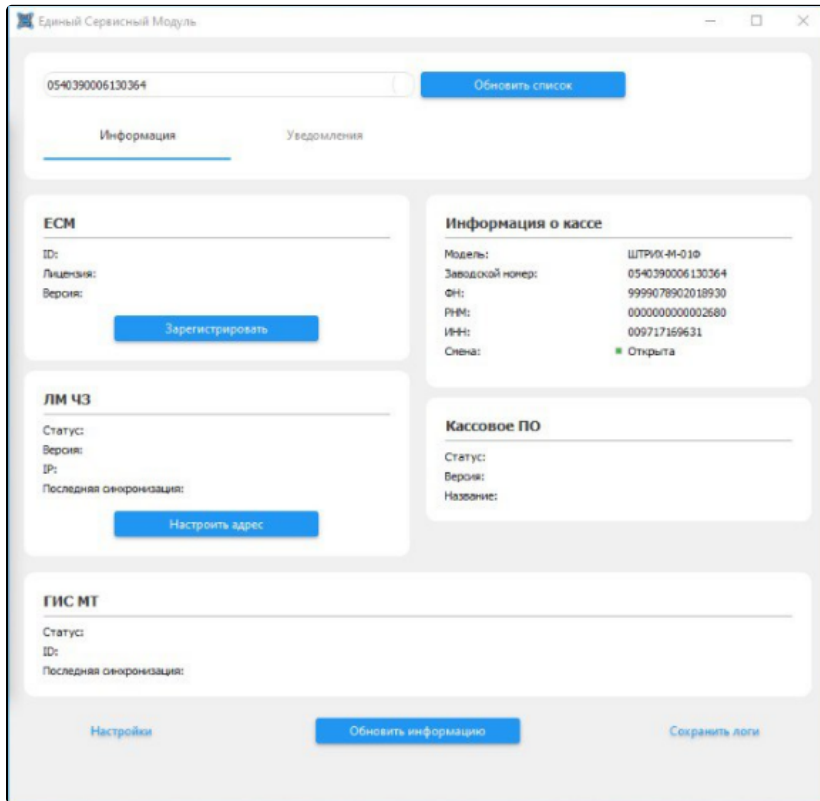 Единый Сервисный Модуль
0540390006130364
Обновить список
Информация
Уведомления
ЕСМ
ID:
Лицензия:
Версия:
Зарегистрировать
Информация о кассе
Модель: ШТРИХ-М-01Ф
Заводской номер: 0540390006130364
ФН: 9999078902018930
РНМ: 0000000000002680
ИНН: 009717169631
Смена: Открыта
ЛМ ЧЗ
Статус:
Версия:
IP:
Последняя синхронизация:
Настроить адрес
Кассовое ПО
Статус:
Версия:
Название:
ГИС МТ
Статус:
ID:
Последняя синхронизация:
Настройки
Обновить информацию
Сохранить логи